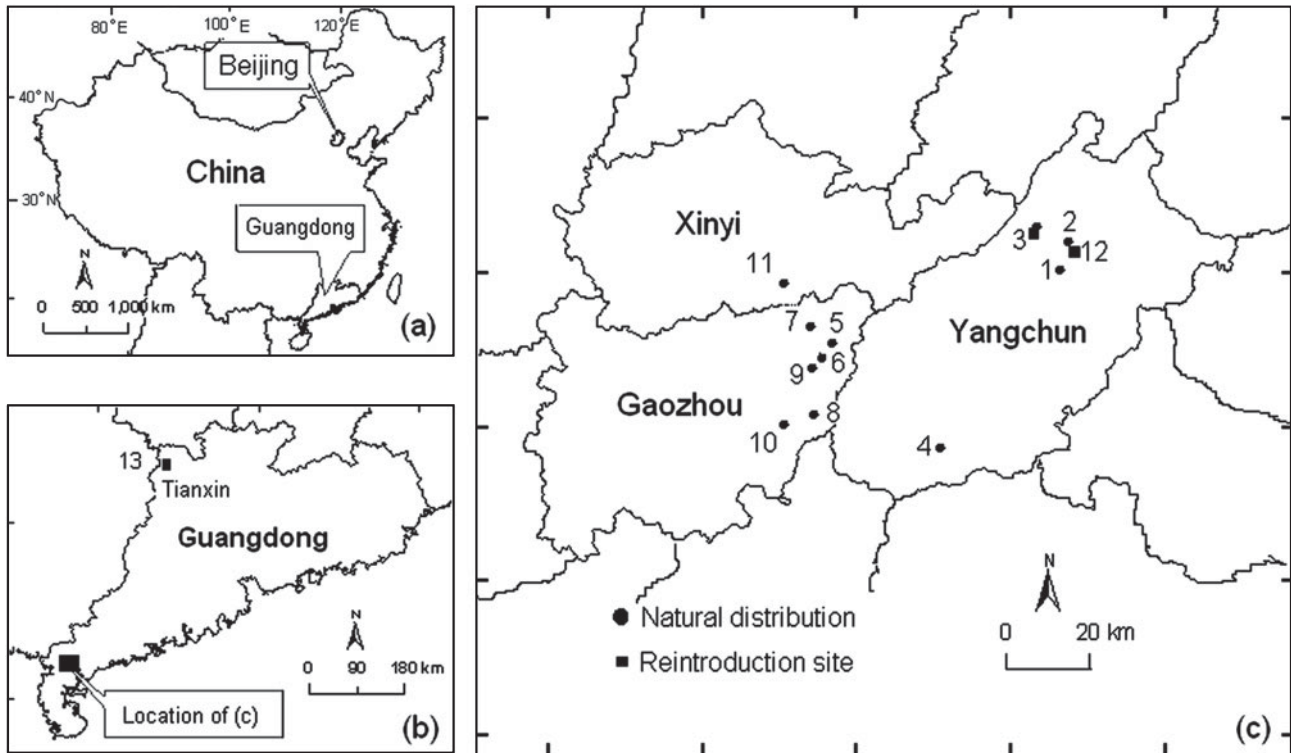 80°E 100°E 120°E
Beijing
40°N
China
30°N
Guangdong
N
0 500 1,000 km
(a)
13
Tianxin
Guangdong
N
0 90 180 km
Location of (c)
(b)
Xinyi
3
2
12
1
11
7 5
Yangchun
6
9
Gaozhou
8
10
4
N
Natural distribution
0 20 km
Reintroduction site
(c)